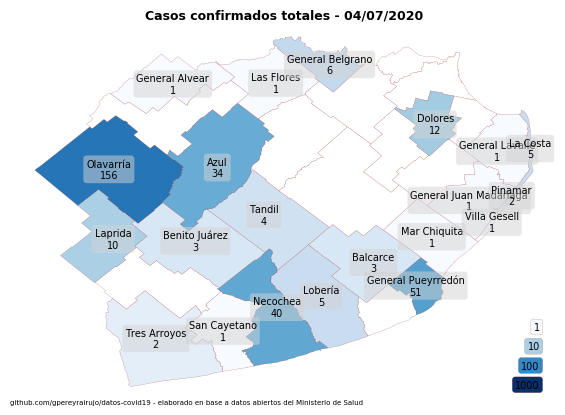 Casos confirmados totales - 04/07/2020
General Belgrano
6
General Alvear
1
Las Flores
1
Dolores
12
General Lavalle
1
La Costa
5
Olavarría
156
Azul
34
General Juan Madariaga
1
Pinamar
2
Villa Gesell
1
Tandil
4
Laprida
10
Benito Juárez
3
Mar Chiquita
1
Balcarce
3
General Pueyrredón
51
Lobería
5
Necochea
40
San Cayetano
1
Tres Arroyos
2
1
10
100
1000
github.com/gpereyrairujo/datos-covid19 - elaborado en base a datos abiertos del Ministerio de Salud